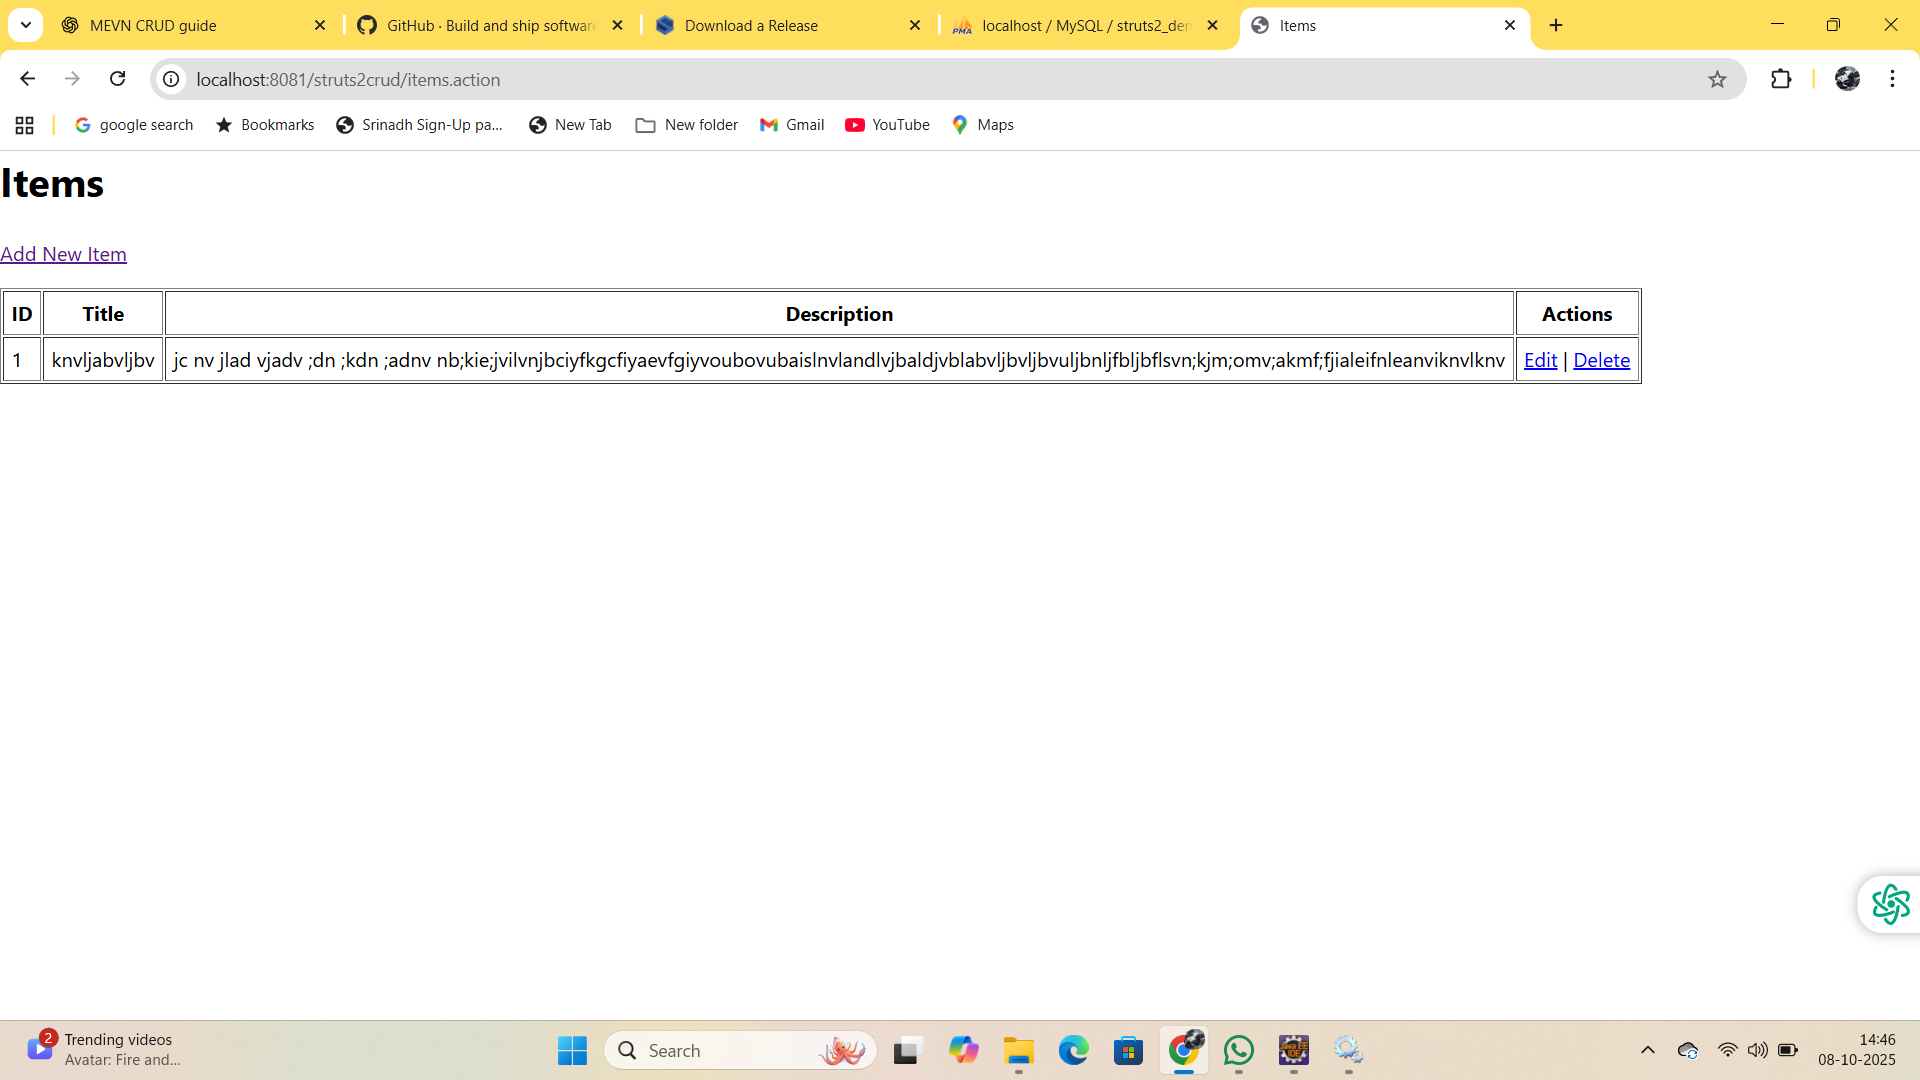 MEVN CRUD guide
GitHub · Build and ship software
Download a Release
localhost / MySQL / struts2_den
Items
localhost:8081/struts2crud/items.action
google search
Bookmarks
Srinadh Sign-Up pa...
New Tab
New folder
Gmail
YouTube
Maps
Items
Add New Item
ID Title Description Actions
1 knvljabvljbv jc nv jlad vjadv ;dn ;kdn ;adnv nb;kie;jvilvnjbciyfkgcfiyaevfgiyvoubovubaislnvlandlvjbaldjvblabvljbvljbvuljbnljfbljbflsvn;kjm;omv;akmf;fjialeifnleanviknvlknv Edit | Delete
2
Trending videos
Avatar: Fire and...
Search
14:46
08-10-2025